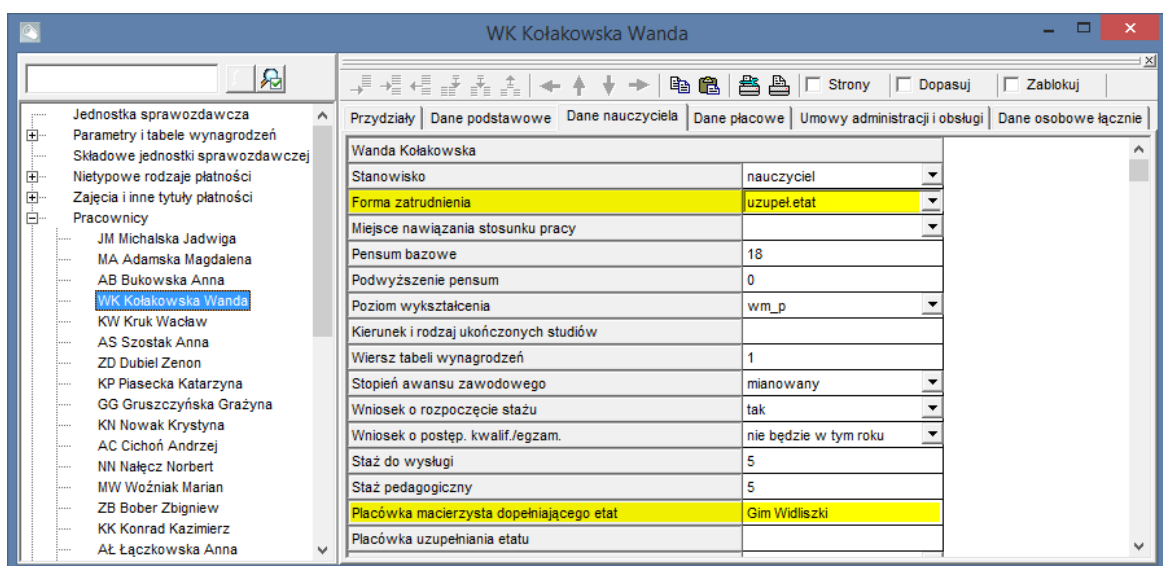 WK Kołakowska Wanda
Strony Dopasuj Zablokuj
Jednostka sprawozdawcza
Parametry i tabele wynagrodzeń
Składowe jednostki sprawozdawczej
Nietypowe rodzaje płatności
Zajęcia i inne tytuły płatności
Pracownicy
JM Michalska Jadwiga
MA Adamska Magdalena
AB Bukowska Anna
WK Kołakowska Wanda
KW Kruk Wacław
AS Szostak Anna
ZD Dubiel Zenon
KP Piasecka Katarzyna
GG Gruszczyńska Grażyna
KN Nowak Krystyna
AC Cichoń Andrzej
NN Nałęcz Norbert
MW Woźniak Marian
ZB Bober Zbigniew
KK Konrad Kazimierz
AŁ Łączkowska Anna
Przydziały Dane podstawowe Dane nauczyciela Dane płacowe Umowy administracji i obsługi Dane osobowe łącznie
Wanda Kołakowska
Stanowisko nauczyciel
Forma zatrudnienia uzupeł.etat
Miejsce nawiązania stosunku pracy
Pensum bazowe 18
Podwyższenie pensum 0
Poziom wykształcenia wm_p
Kierunek i rodzaj ukończonych studiów
Wiersz tabeli wynagrodzeń 1
Stopień awansu zawodowego mianowany
Wniosek o rozpoczęcie stażu tak
Wniosek o postęp. kwalif./egzam. nie będzie w tym roku
Staż do wysługi 5
Staż pedagogiczny 5
Placówka macierzysta dopełniającego etat Gim Widliszki
Placówka uzupełniania etatu